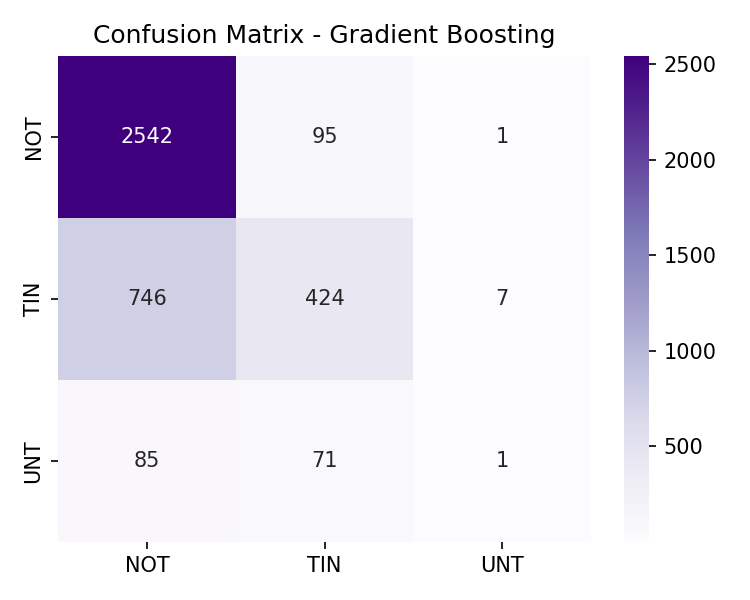 Confusion Matrix - Gradient Boosting
NOT 2542 95 1
TIN 746 424 7
UNT 85 71 1
NOT TIN UNT
2500
2000
1500
1000
500